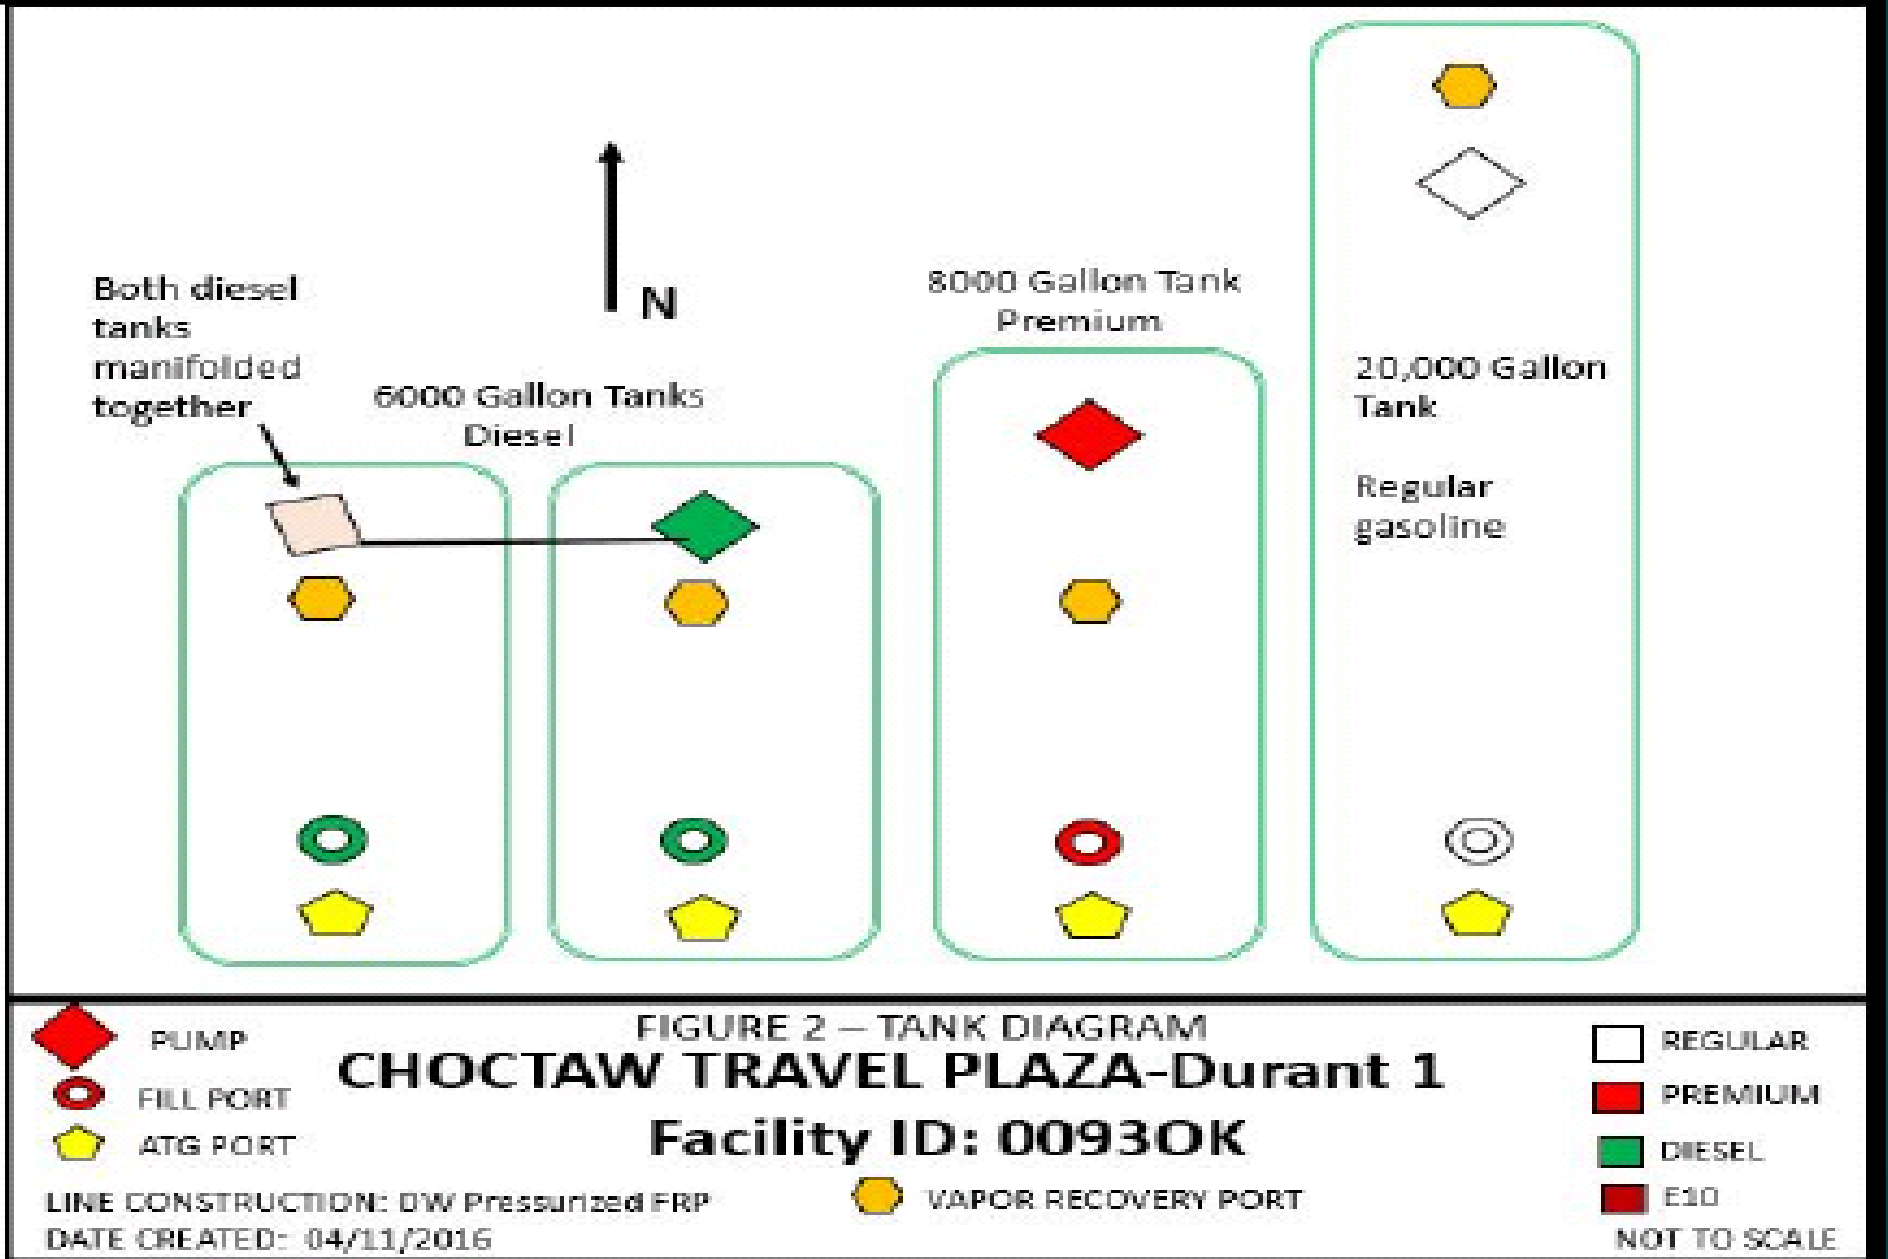 Both diesel
tanks
manifolded
together
6000 Gallon Tanks
Diesel
N
8000 Gallon Tank
Premium
20,000 Gallon
Tank
Regular
gasoline
PUMP
FILL PORT
ATG PORT
LINE CONSTRUCTION: DW Pressurized FRP
DATE CREATED: 04/11/2016
FIGURE 2 – TANK DIAGRAM
CHOCTAW TRAVEL PLAZA-Durant 1
Facility ID: 0093OK
VAPOR RECOVERY PORT
REGULAR
PREMIUM
DIESEL
E10
NOT TO SCALE